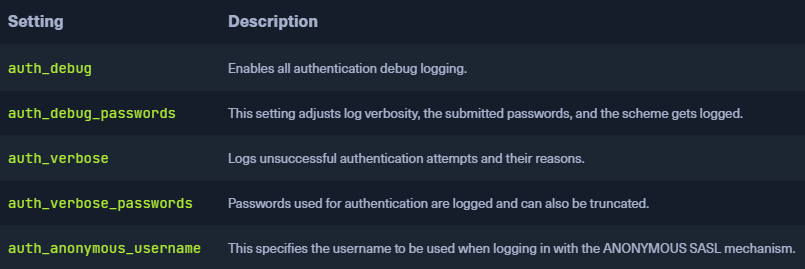 Setting Description
auth_debug Enables all authentication debug logging.
auth_debug_passwords This setting adjusts log verbosity, the submitted passwords, and the scheme gets logged.
auth_verbose Logs unsuccessful authentication attempts and their reasons.
auth_verbose_passwords Passwords used for authentication are logged and can also be truncated.
auth_anonymous_username This specifies the username to be used when logging in with the ANONYMOUS SASL mechanism.